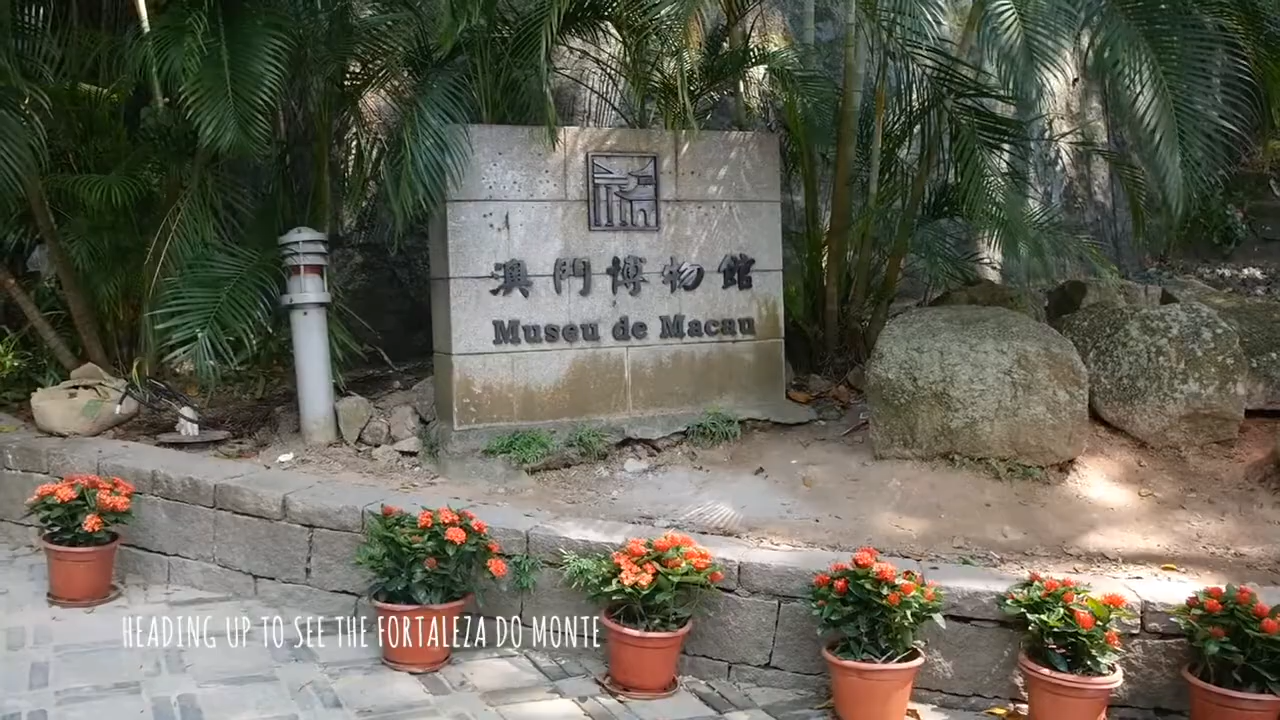 澳門博物館
Museu de Macau
HEADING UP TO SEE THE FORTALEZA DO MONTE